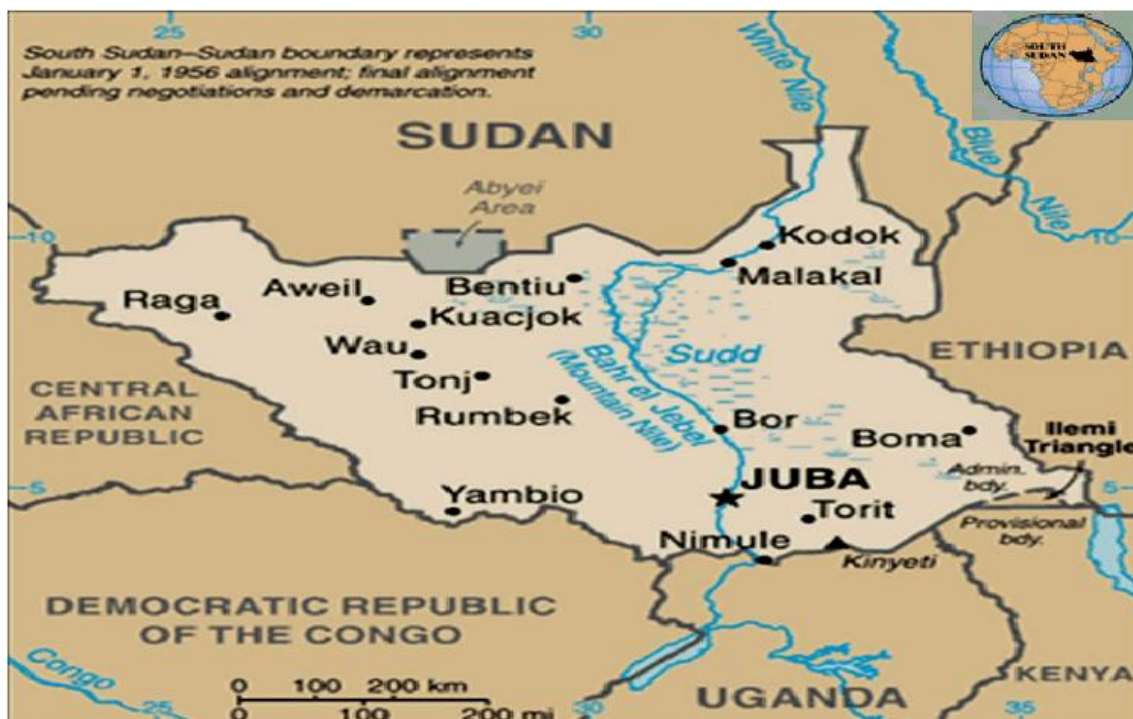 25
30
SOUTH
SUDAN
South Sudan–Sudan boundary represents
January 1, 1956 alignment; final alignment
pending negotiations and demarcation.
White Nile
Blue
Nile
SUDAN
Abyei
Area
10
10
Kodok
Malakal
Aweil
Bentiu
Raga
Kuacjok
Wau
Sudd
ETHIOPIA
Tonj
CENTRAL
AFRICAN
REPUBLIC
Rumbek
Bahr el Jebel
(Mountain Nile)
Bor
Boma
Ilemi
Triangle
Admin.
bdy.
5
5
Yambio
JUBA
Torit
Provisional
bdy.
Nimule
Kinyeti
DEMOCRATIC REPUBLIC
OF THE CONGO
Congo
KENYA
0 100 200 km
UGANDA
0 100 200 mi
25
30
35